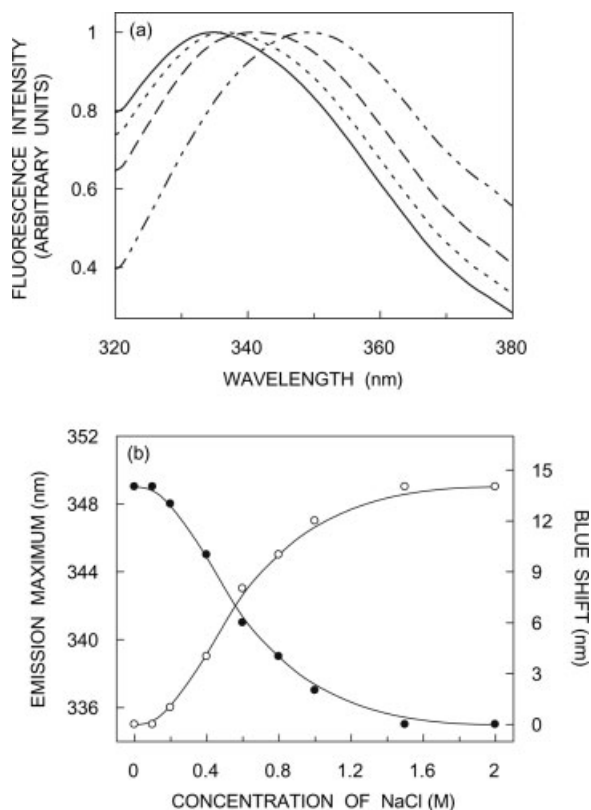 (a)
FLUORESCENCE INTENSITY
(ARBITRARY UNITS)
1
0.8
0.6
0.4
320 340 360 380
WAVELENGTH (nm)
(b)
EMISSION MAXIMUM (nm)
352
348
344
340
336
BLUE SHIFT (nm)
15
12
9
6
3
0
0 0.4 0.8 1.2 1.6 2
CONCENTRATION OF NaCl (M)